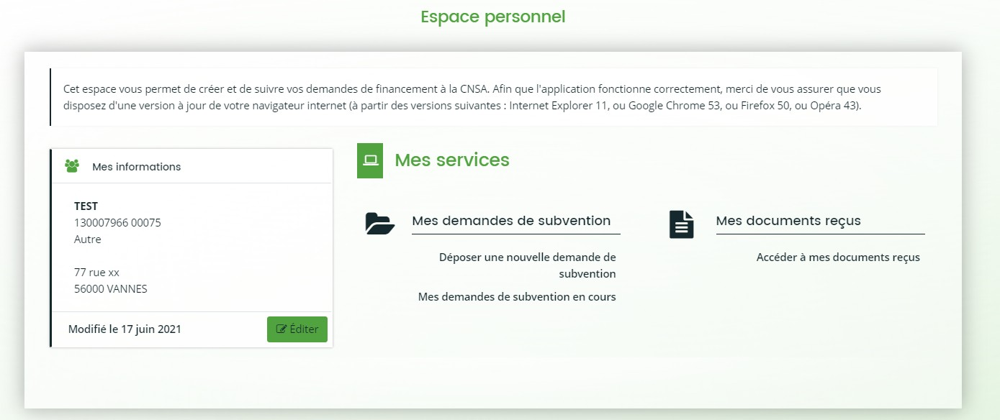 Espace personnel
Cet espace vous permet de créer et de suivre vos demandes de financement à la CNSA. Afin que l'application fonctionne correctement, merci de vous assurer que vous
disposez d'une version à jour de votre navigateur internet (à partir des versions suivantes : Internet Explorer 11, ou Google Chrome 53, ou Firefox 50, ou Opéra 43).
Mes informations
TEST
130007966 00075
Autre
77 rue xx
56000 VANNES
Modifié le 17 juin 2021
Éditer
Mes services
Mes demandes de subvention
Déposer une nouvelle demande de
subvention
Mes demandes de subvention en cours
Mes documents reçus
Accéder à mes documents reçus